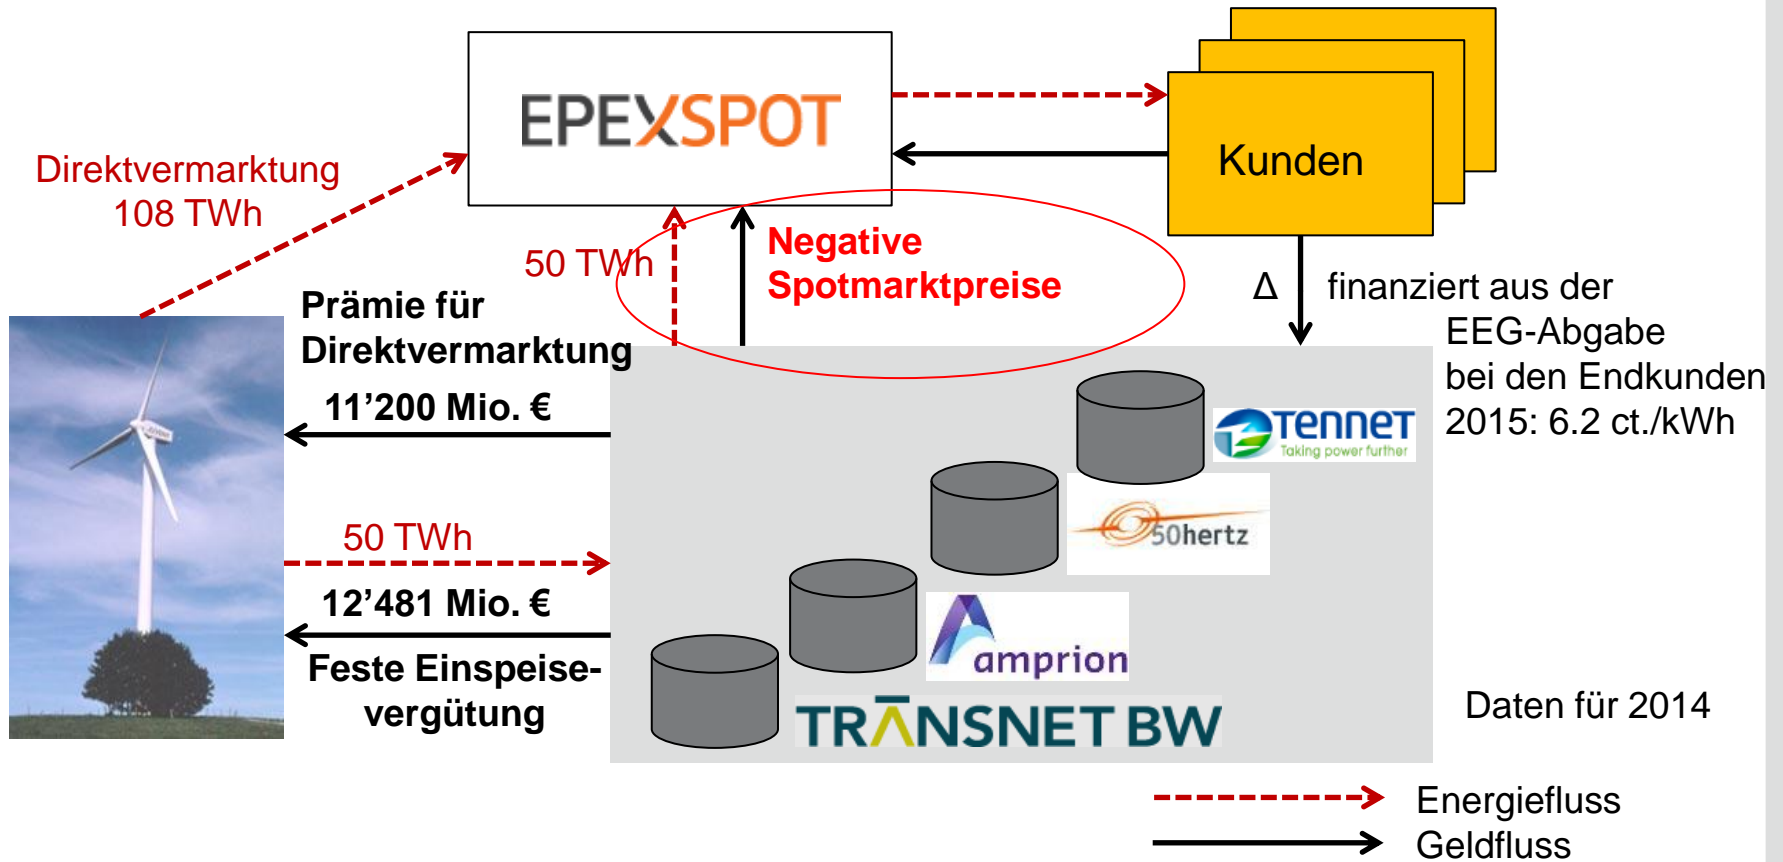 EPEXSPOT
Kunden
Direktvermarktung
108 TWh
50 TWh
Negative
Spotmarktpreise
Δ finanziert aus der
EEG-Abgabe
bei den Endkunden
2015: 6.2 ct./kWh
Prämie für
Direktvermarktung
11’200 Mio. €
50 TWh
12’481 Mio. €
Feste Einspeise-
vergütung
TenneT
Taking power further
50hertz
amprion
TRANSNET BW
Daten für 2014
Energiefluss
Geldfluss